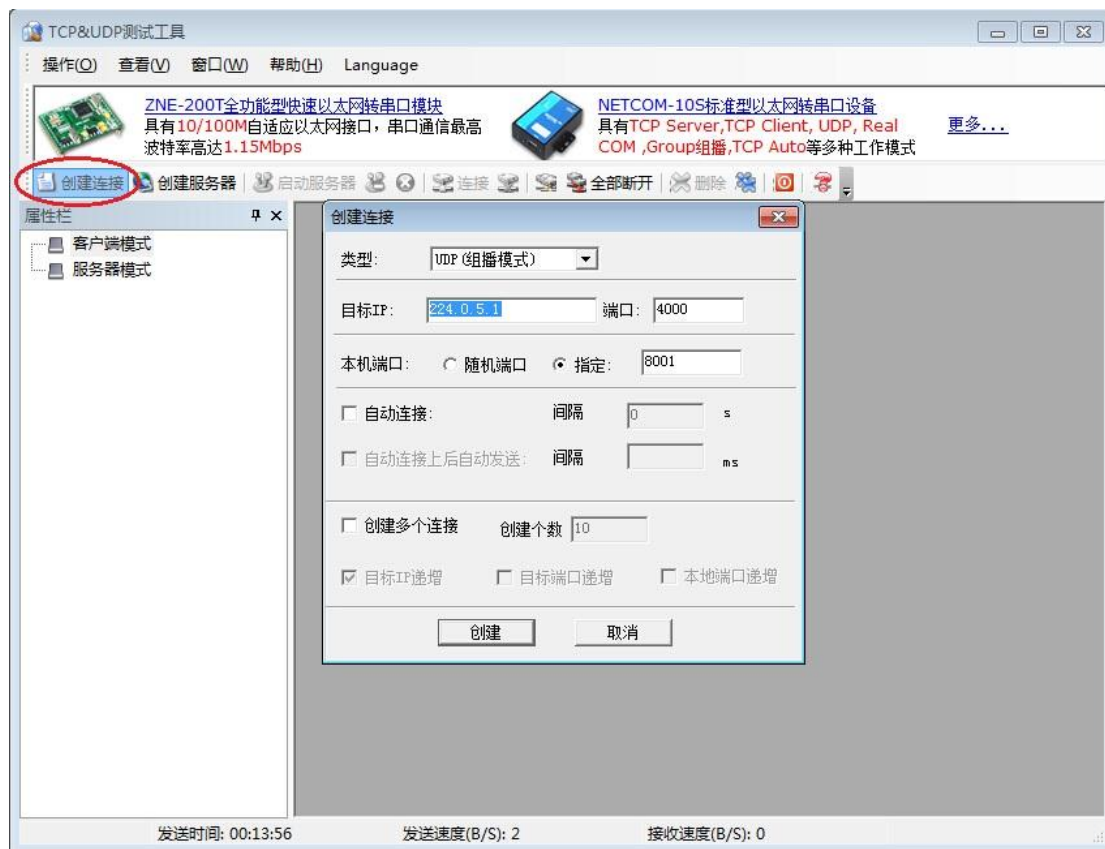 TCP&UDP测试工具
操作(O) 查看(V) 窗口(W) 帮助(H) Language
ZNE-200T全功能型快速以太网转串口模块
具有10/100M自适应以太网接口，串口通信最高
波特率高达1.15Mbps
NETCOM-10S标准型以太网转串口设备
具有TCP Server,TCP Client, UDP, Real
COM ,Group组播,TCP Auto等多种工作模式
更多...
创建连接 创建服务器 启动服务器 连接 全部断开 删除
属性栏
客户端模式
服务器模式
创建连接
类型: UDP(组播模式)
目标IP: 224.0.5.1 端口: 4000
本机端口: 随机端口 指定: 8001
自动连接: 间隔 0 s
自动连接上后自动发送: 间隔 ms
创建多个连接 创建个数 10
目标IP递增 目标端口递增 本地端口递增
创建 取消
发送时间: 00:13:56 发送速度(B/S): 2 接收速度(B/S): 0